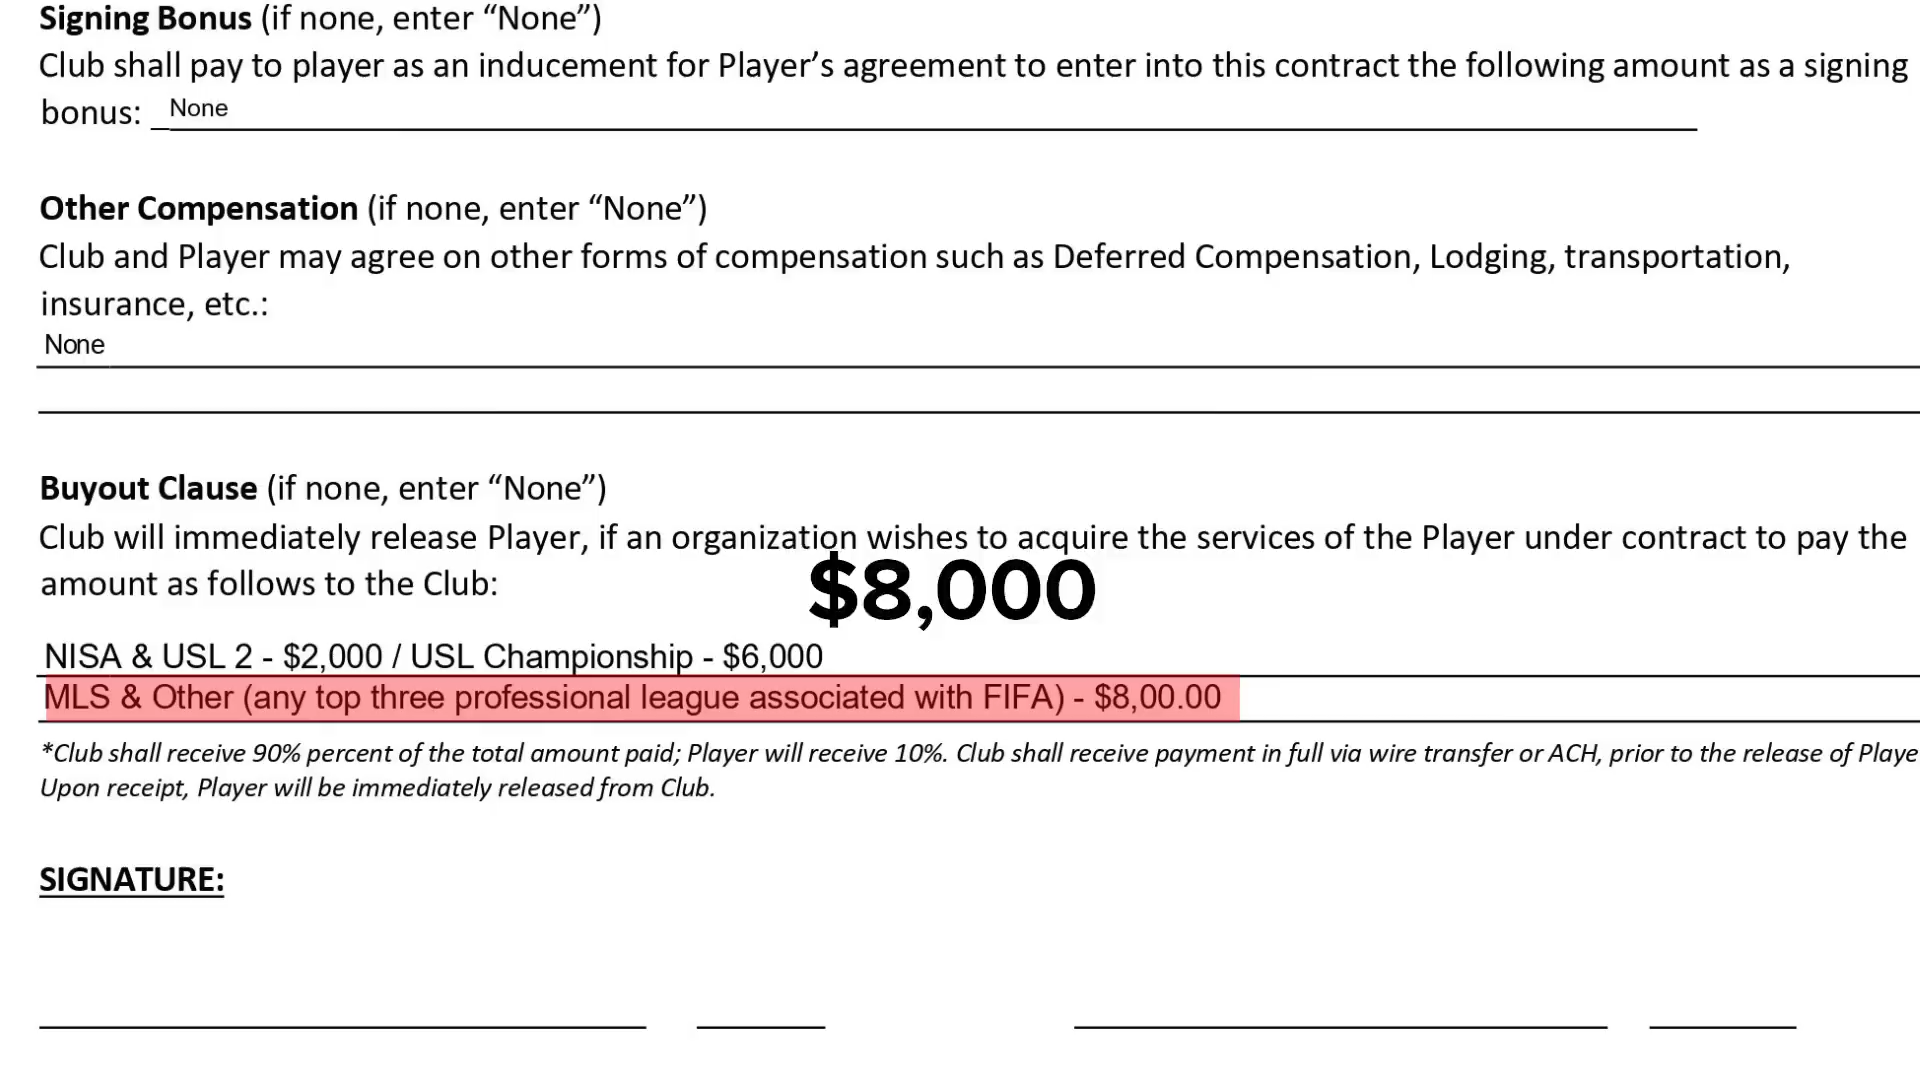 Signing Bonus (if none, enter “None”)
Club shall pay to player as an inducement for Player’s agreement to enter into this contract the following amount as a signing
bonus: _None
Other Compensation (if none, enter “None”)
Club and Player may agree on other forms of compensation such as Deferred Compensation, Lodging, transportation,
insurance, etc.:
None
Buyout Clause (if none, enter “None”)
Club will immediately release Player, if an organization wishes to acquire the services of the Player under contract to pay the
amount as follows to the Club:
$8,000
NISA & USL 2 - $2,000 / USL Championship - $6,000
MLS & Other (any top three professional league associated with FIFA) - $8,00.00
*Club shall receive 90% percent of the total amount paid; Player will receive 10%. Club shall receive payment in full via wire transfer or ACH, prior to the release of Playe
Upon receipt, Player will be immediately released from Club.
SIGNATURE: